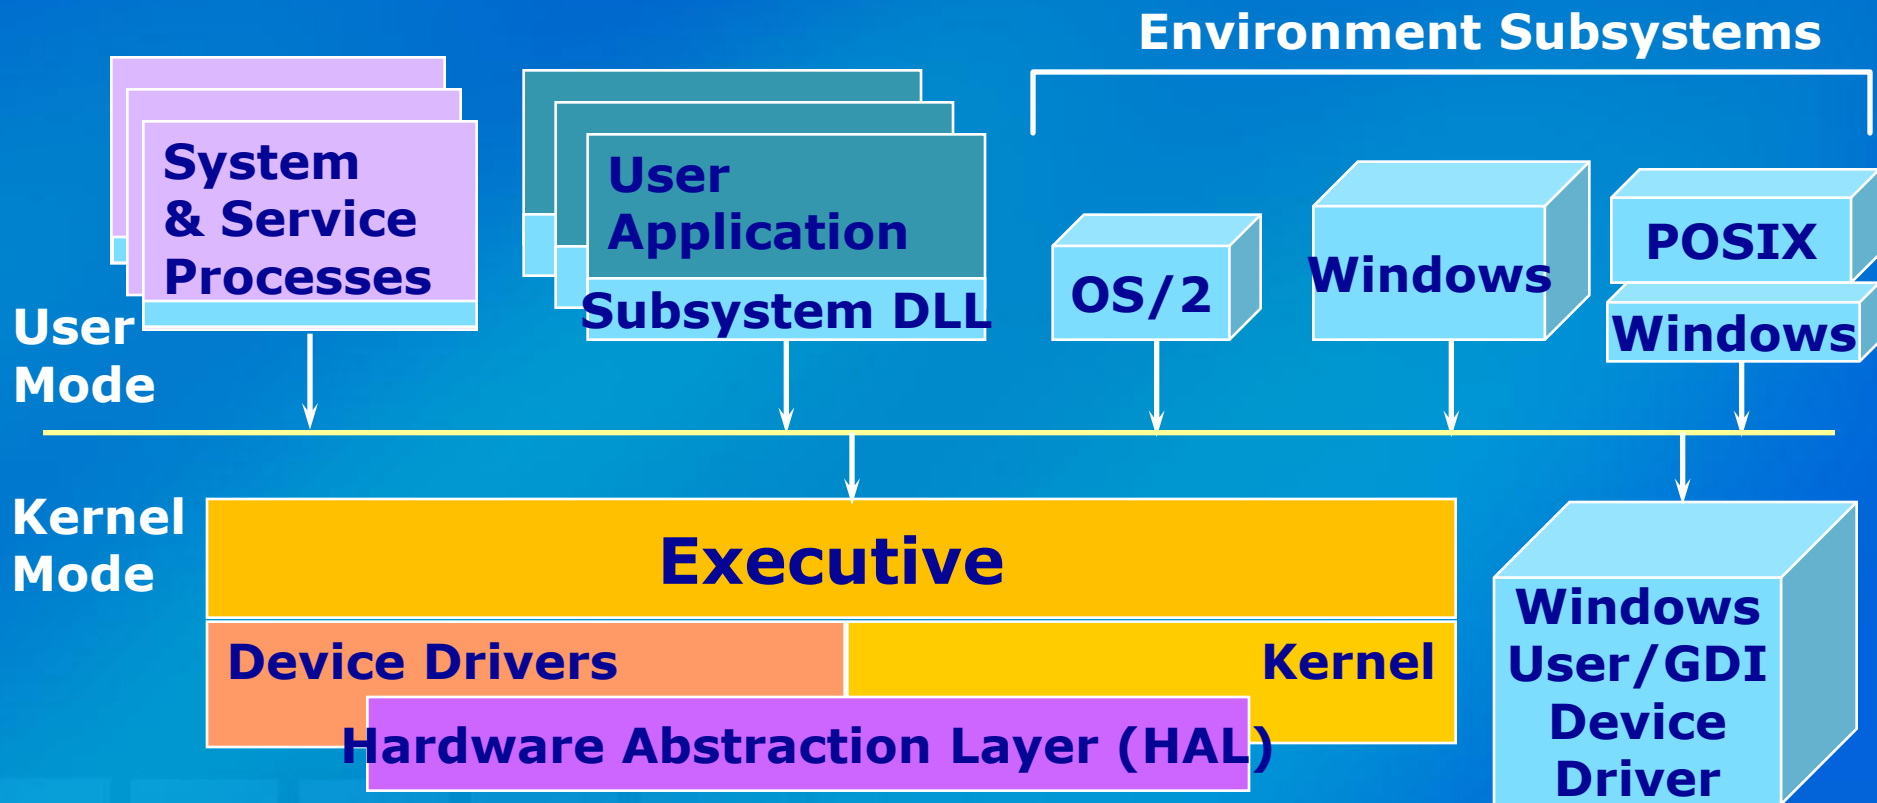 Environment Subsystems
System
& Service
Processes
User
Application
Subsystem DLL
OS/2
Windows
POSIX
Windows
User
Mode
Kernel
Mode
Executive
Device Drivers
Kernel
Hardware Abstraction Layer (HAL)
Windows
User/GDI
Device
Driver